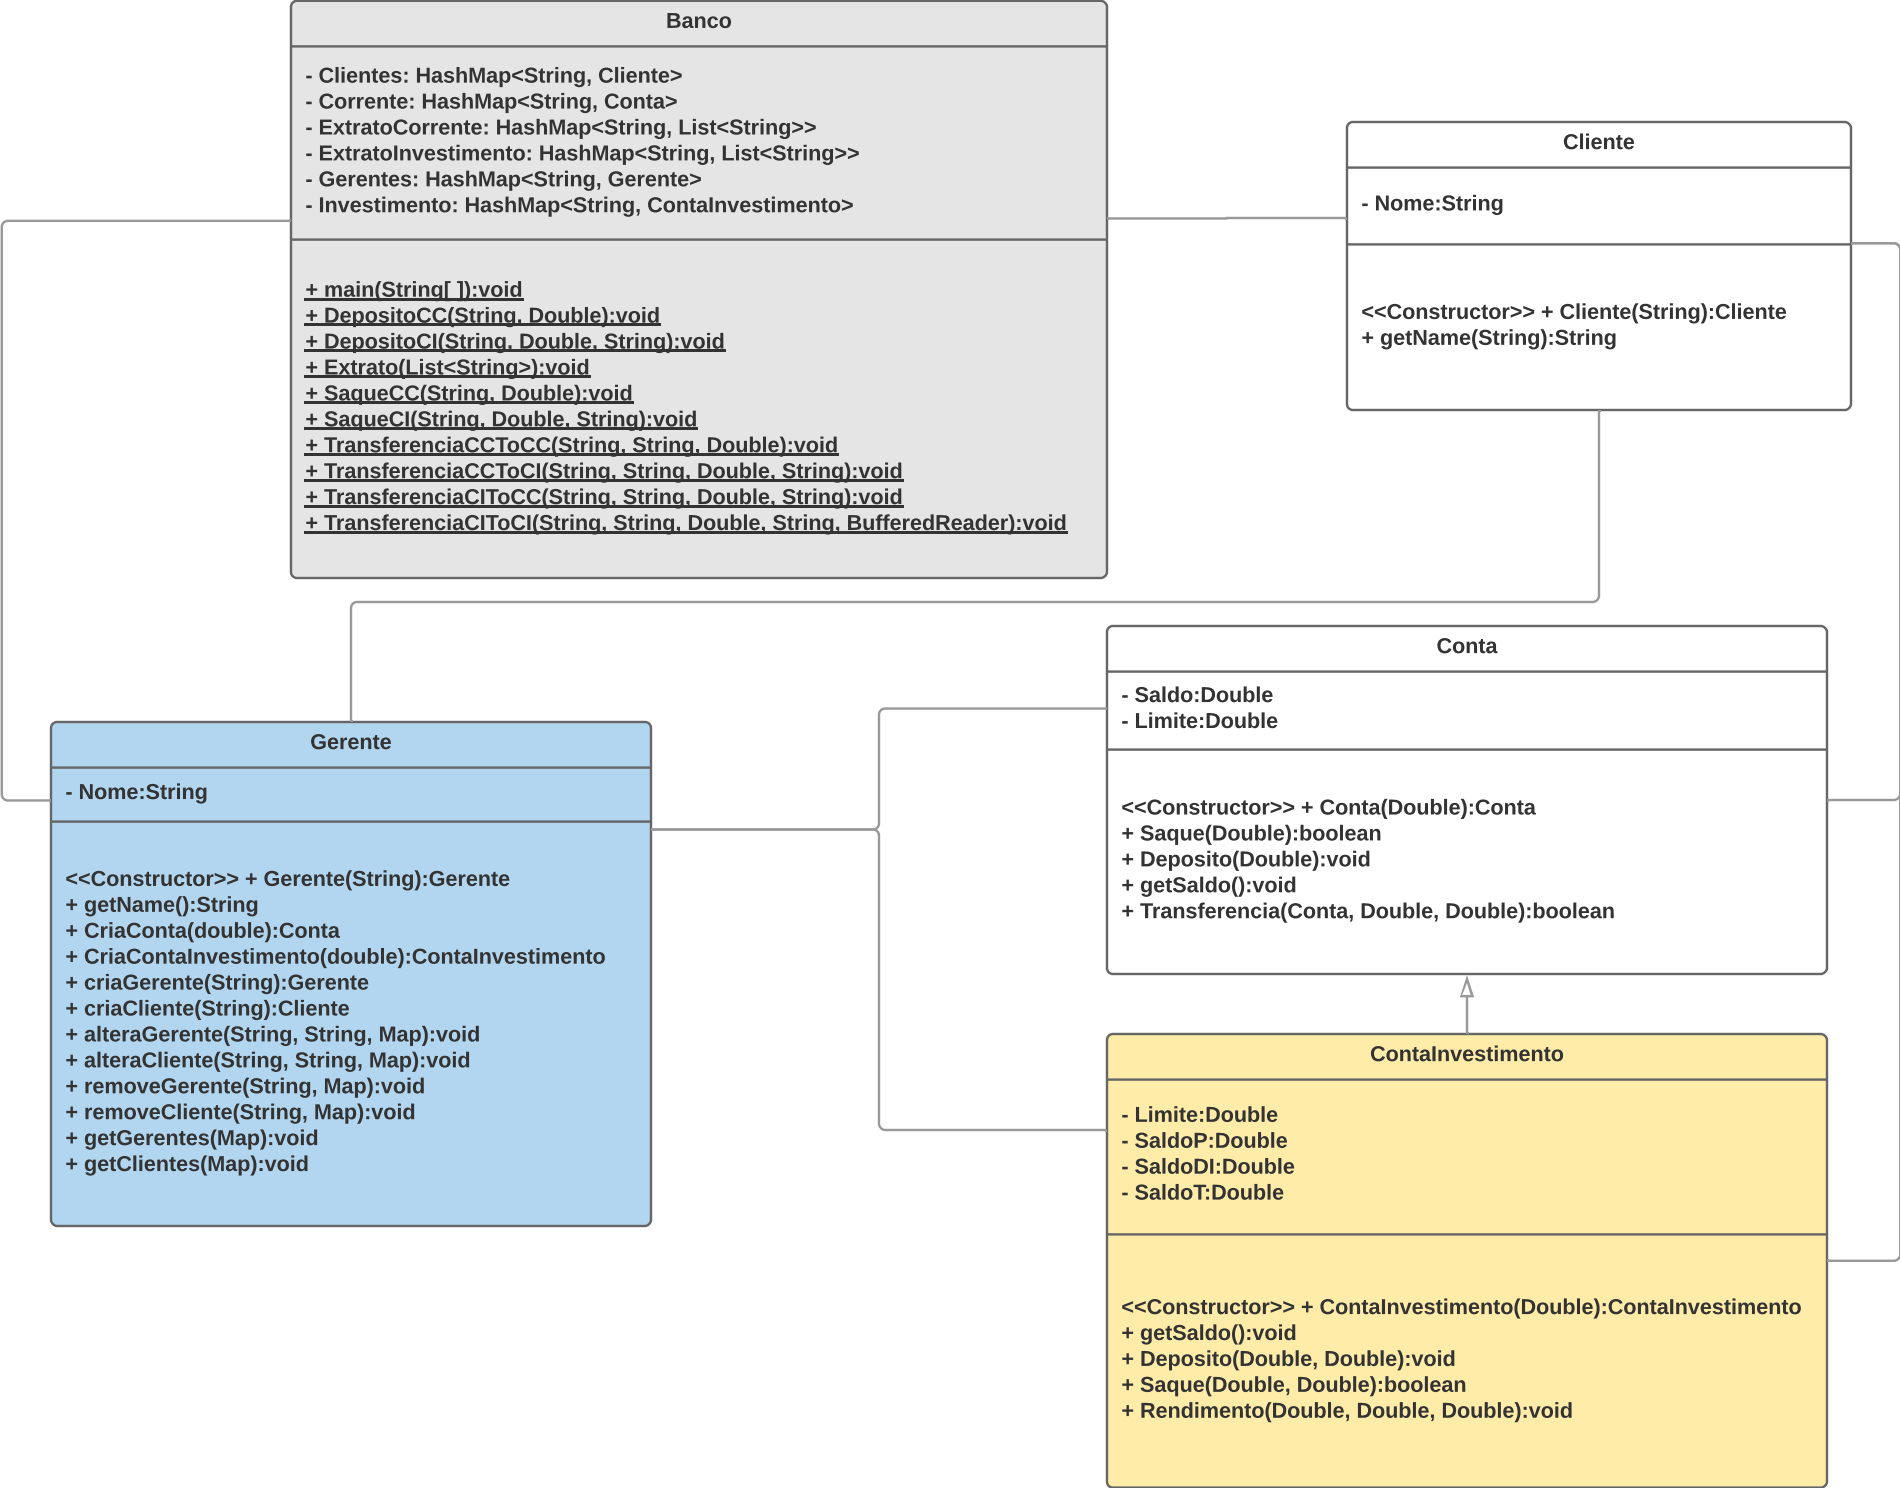 Banco
- Clientes: HashMap<String, Cliente>
- Corrente: HashMap<String, Conta>
- ExtratoCorrente: HashMap<String, List<String>>
- ExtratoInvestimento: HashMap<String, List<String>>
- Gerentes: HashMap<String, Gerente>
- Investimento: HashMap<String, ContaInvestimento>
+ main(String[ ]):void
+ DepositoCC(String, Double):void
+ DepositoCI(String, Double, String):void
+ Extrato(List<String>):void
+ SaqueCC(String, Double):void
+ SaqueCI(String, Double, String):void
+ TransferenciaCCToCC(String, String, Double):void
+ TransferenciaCCToCI(String, String, Double, String):void
+ TransferenciaCIToCC(String, String, Double, String):void
+ TransferenciaCIToCI(String, String, Double, String, BufferedReader):void
Cliente
- Nome:String
<<Constructor>> + Cliente(String):Cliente
+ getName(String):String
Gerente
- Nome:String
<<Constructor>> + Gerente(String):Gerente
+ getName():String
+ CriaConta(double):Conta
+ CriaContaInvestimento(double):ContaInvestimento
+ criaGerente(String):Gerente
+ criaCliente(String):Cliente
+ alteraGerente(String, String, Map):void
+ alteraCliente(String, String, Map):void
+ removeGerente(String, Map):void
+ removeCliente(String, Map):void
+ getGerentes(Map):void
+ getClientes(Map):void
Conta
- Saldo:Double
- Limite:Double
<<Constructor>> + Conta(Double):Conta
+ Saque(Double):boolean
+ Deposito(Double):void
+ getSaldo():void
+ Transferencia(Conta, Double, Double):boolean
ContaInvestimento
- Limite:Double
- SaldoP:Double
- SaldoDI:Double
- SaldoT:Double
<<Constructor>> + ContaInvestimento(Double):ContaInvestimento
+ getSaldo():void
+ Deposito(Double, Double):void
+ Saque(Double, Double):boolean
+ Rendimento(Double, Double, Double):void